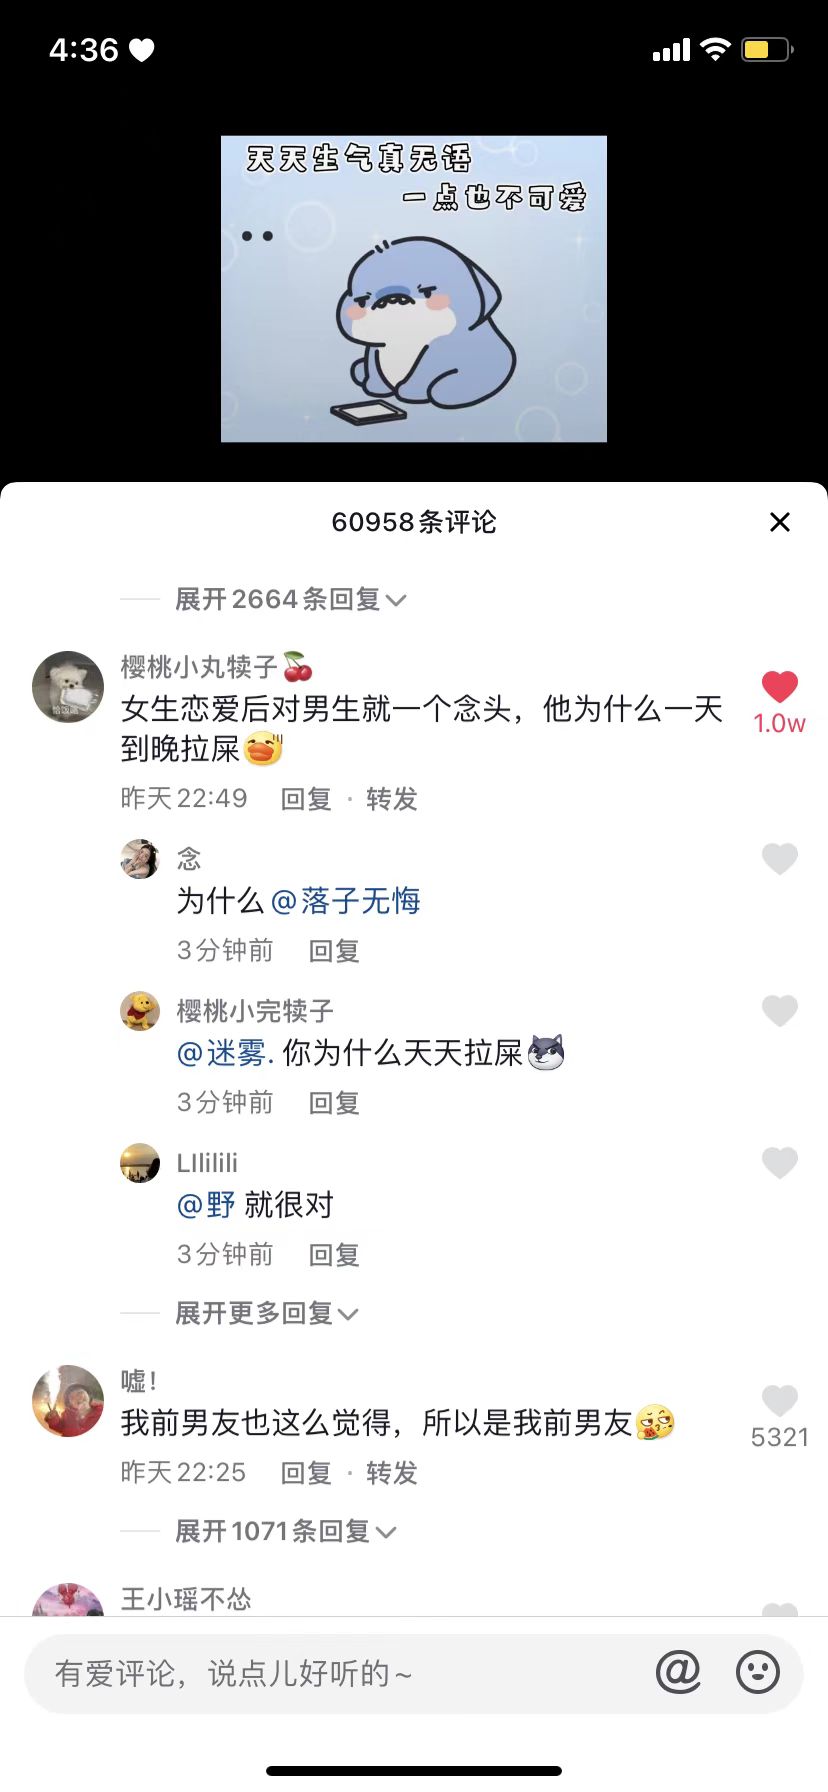 4:36
天天生气真无语
一点也不可爱
60958条评论
展开2664条回复
樱桃小丸犊子🍒
女生恋爱后对男生就一个念头，他为什么一天
到晚拉屎
1.0w
昨天22:49 回复 · 转发
念
为什么@落子无悔
3分钟前 回复
樱桃小完犊子
@迷雾. 你为什么天天拉屎
3分钟前 回复
LIlilili
@野 就很对
3分钟前 回复
展开更多回复
嘘！
我前男友也这么觉得，所以是我前男友
5321
昨天22:25 回复 · 转发
展开1071条回复
王小瑶不怂
有爱评论，说点儿好听的~